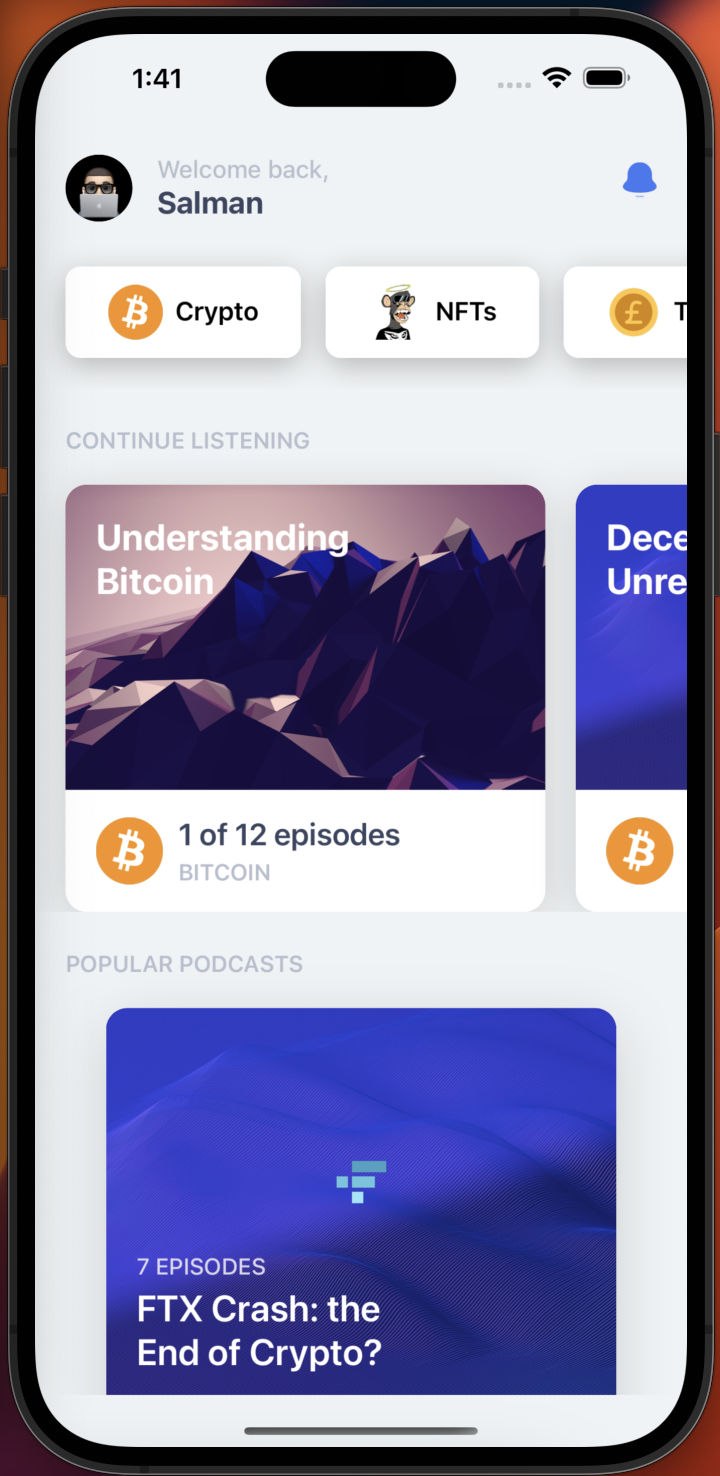 1:41
Welcome back,
Salman
Crypto
NFTs
T
CONTINUE LISTENING
Understanding
Bitcoin
Dece
Unre
1 of 12 episodes
BITCOIN
POPULAR PODCASTS
7 EPISODES
FTX Crash: the
End of Crypto?